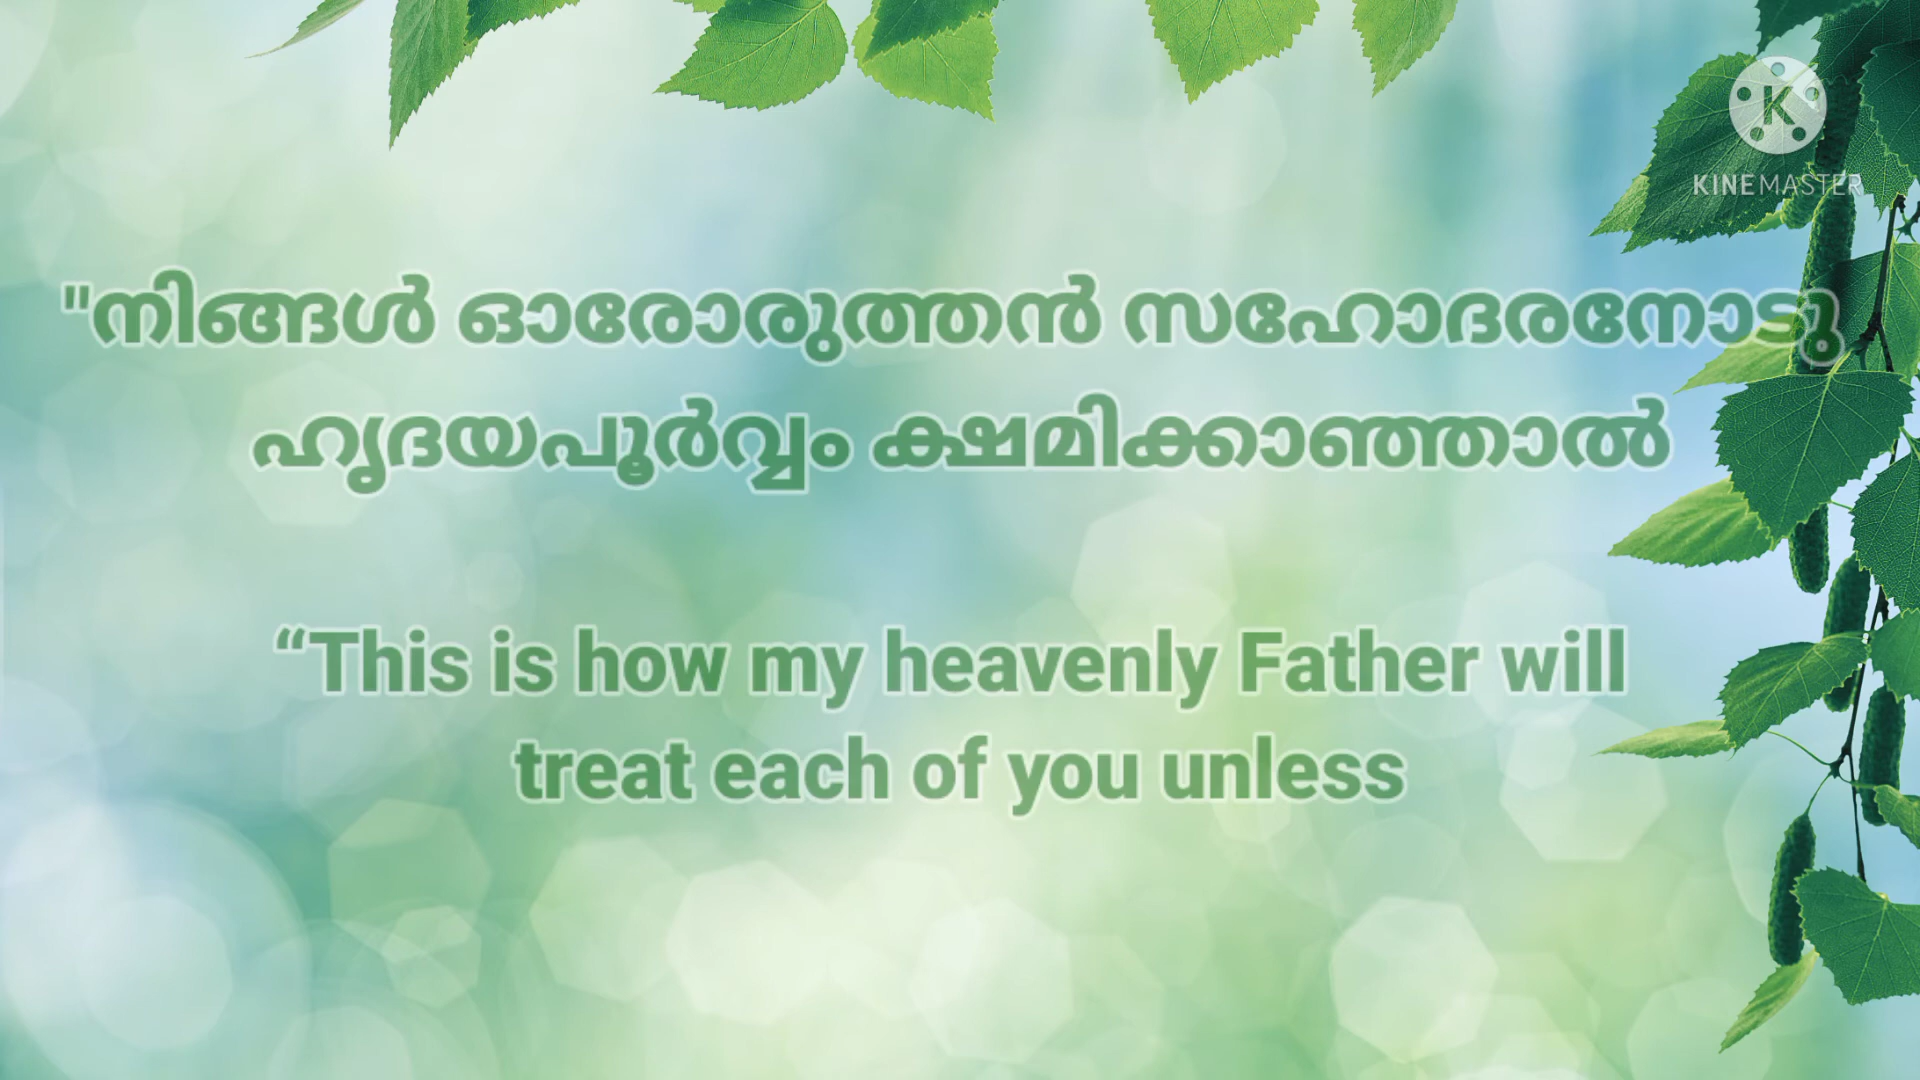 KINEMASTER
"നിങ്ങൾ ഓരോരുത്തൻ സഹോദരനോടു
ഹൃദയപൂർവ്വം ക്ഷമിക്കാഞ്ഞാൽ
“This is how my heavenly Father will
treat each of you unless